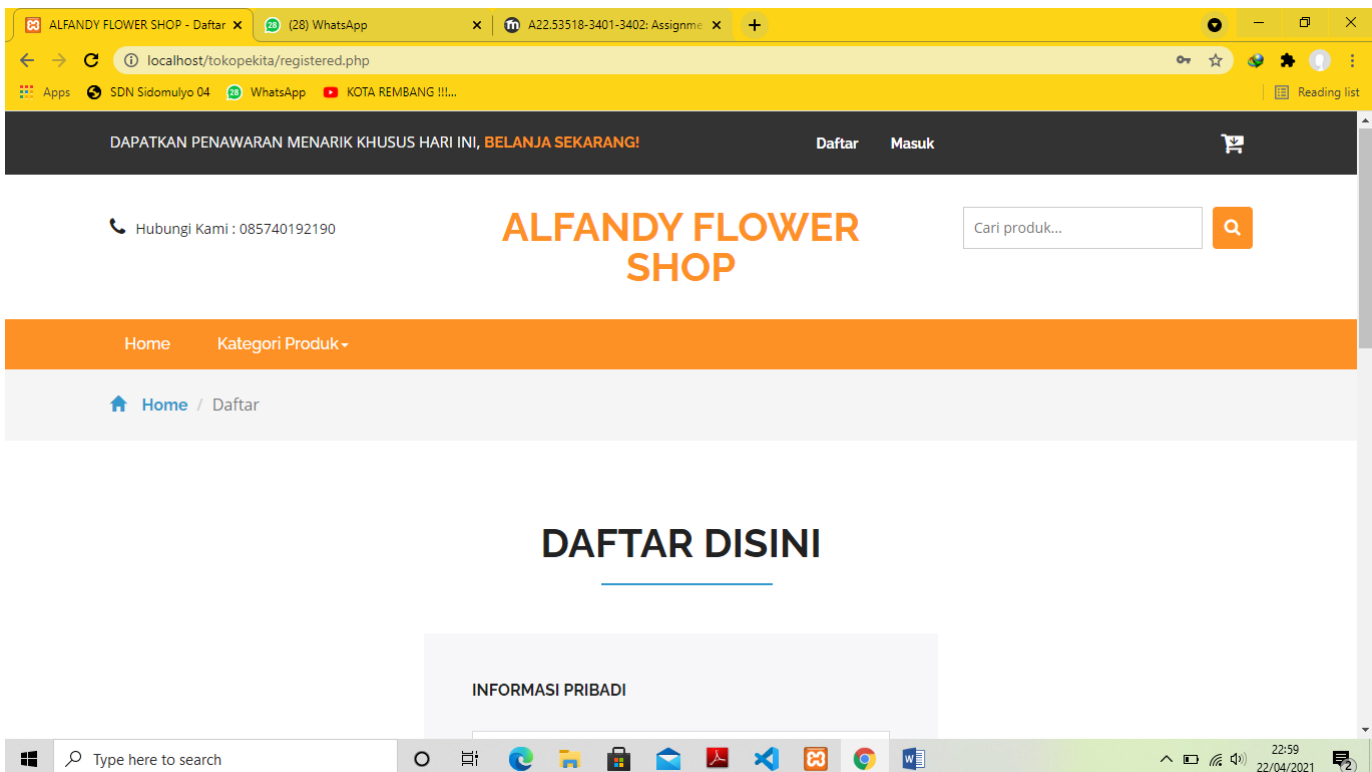 ALFANDY FLOWER SHOP - Daftar
(28) WhatsApp
A22.53518-3401-3402: Assignme
localhost/tokopekita/registered.php
Apps
SDN Sidomulyo 04
28
WhatsApp
KOTA REMBANG !!!...
Reading list
DAPATKAN PENAWARAN MENARIK KHUSUS HARI INI, BELANJA SEKARANG!
Daftar
Masuk
Hubungi Kami : 085740192190
ALFANDY FLOWER
SHOP
Cari produk...
Home
Kategori Produk
Home / Daftar
DAFTAR DISINI
INFORMASI PRIBADI
Type here to search
22:59
22/04/2021
2